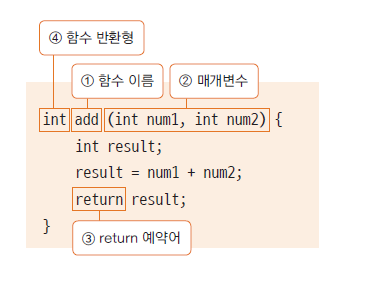 ④ 함수 반환형
① 함수 이름
② 매개변수
int add (int num1, int num2) {
int result;
result = num1 + num2;
return result;
}
③ return 예약어